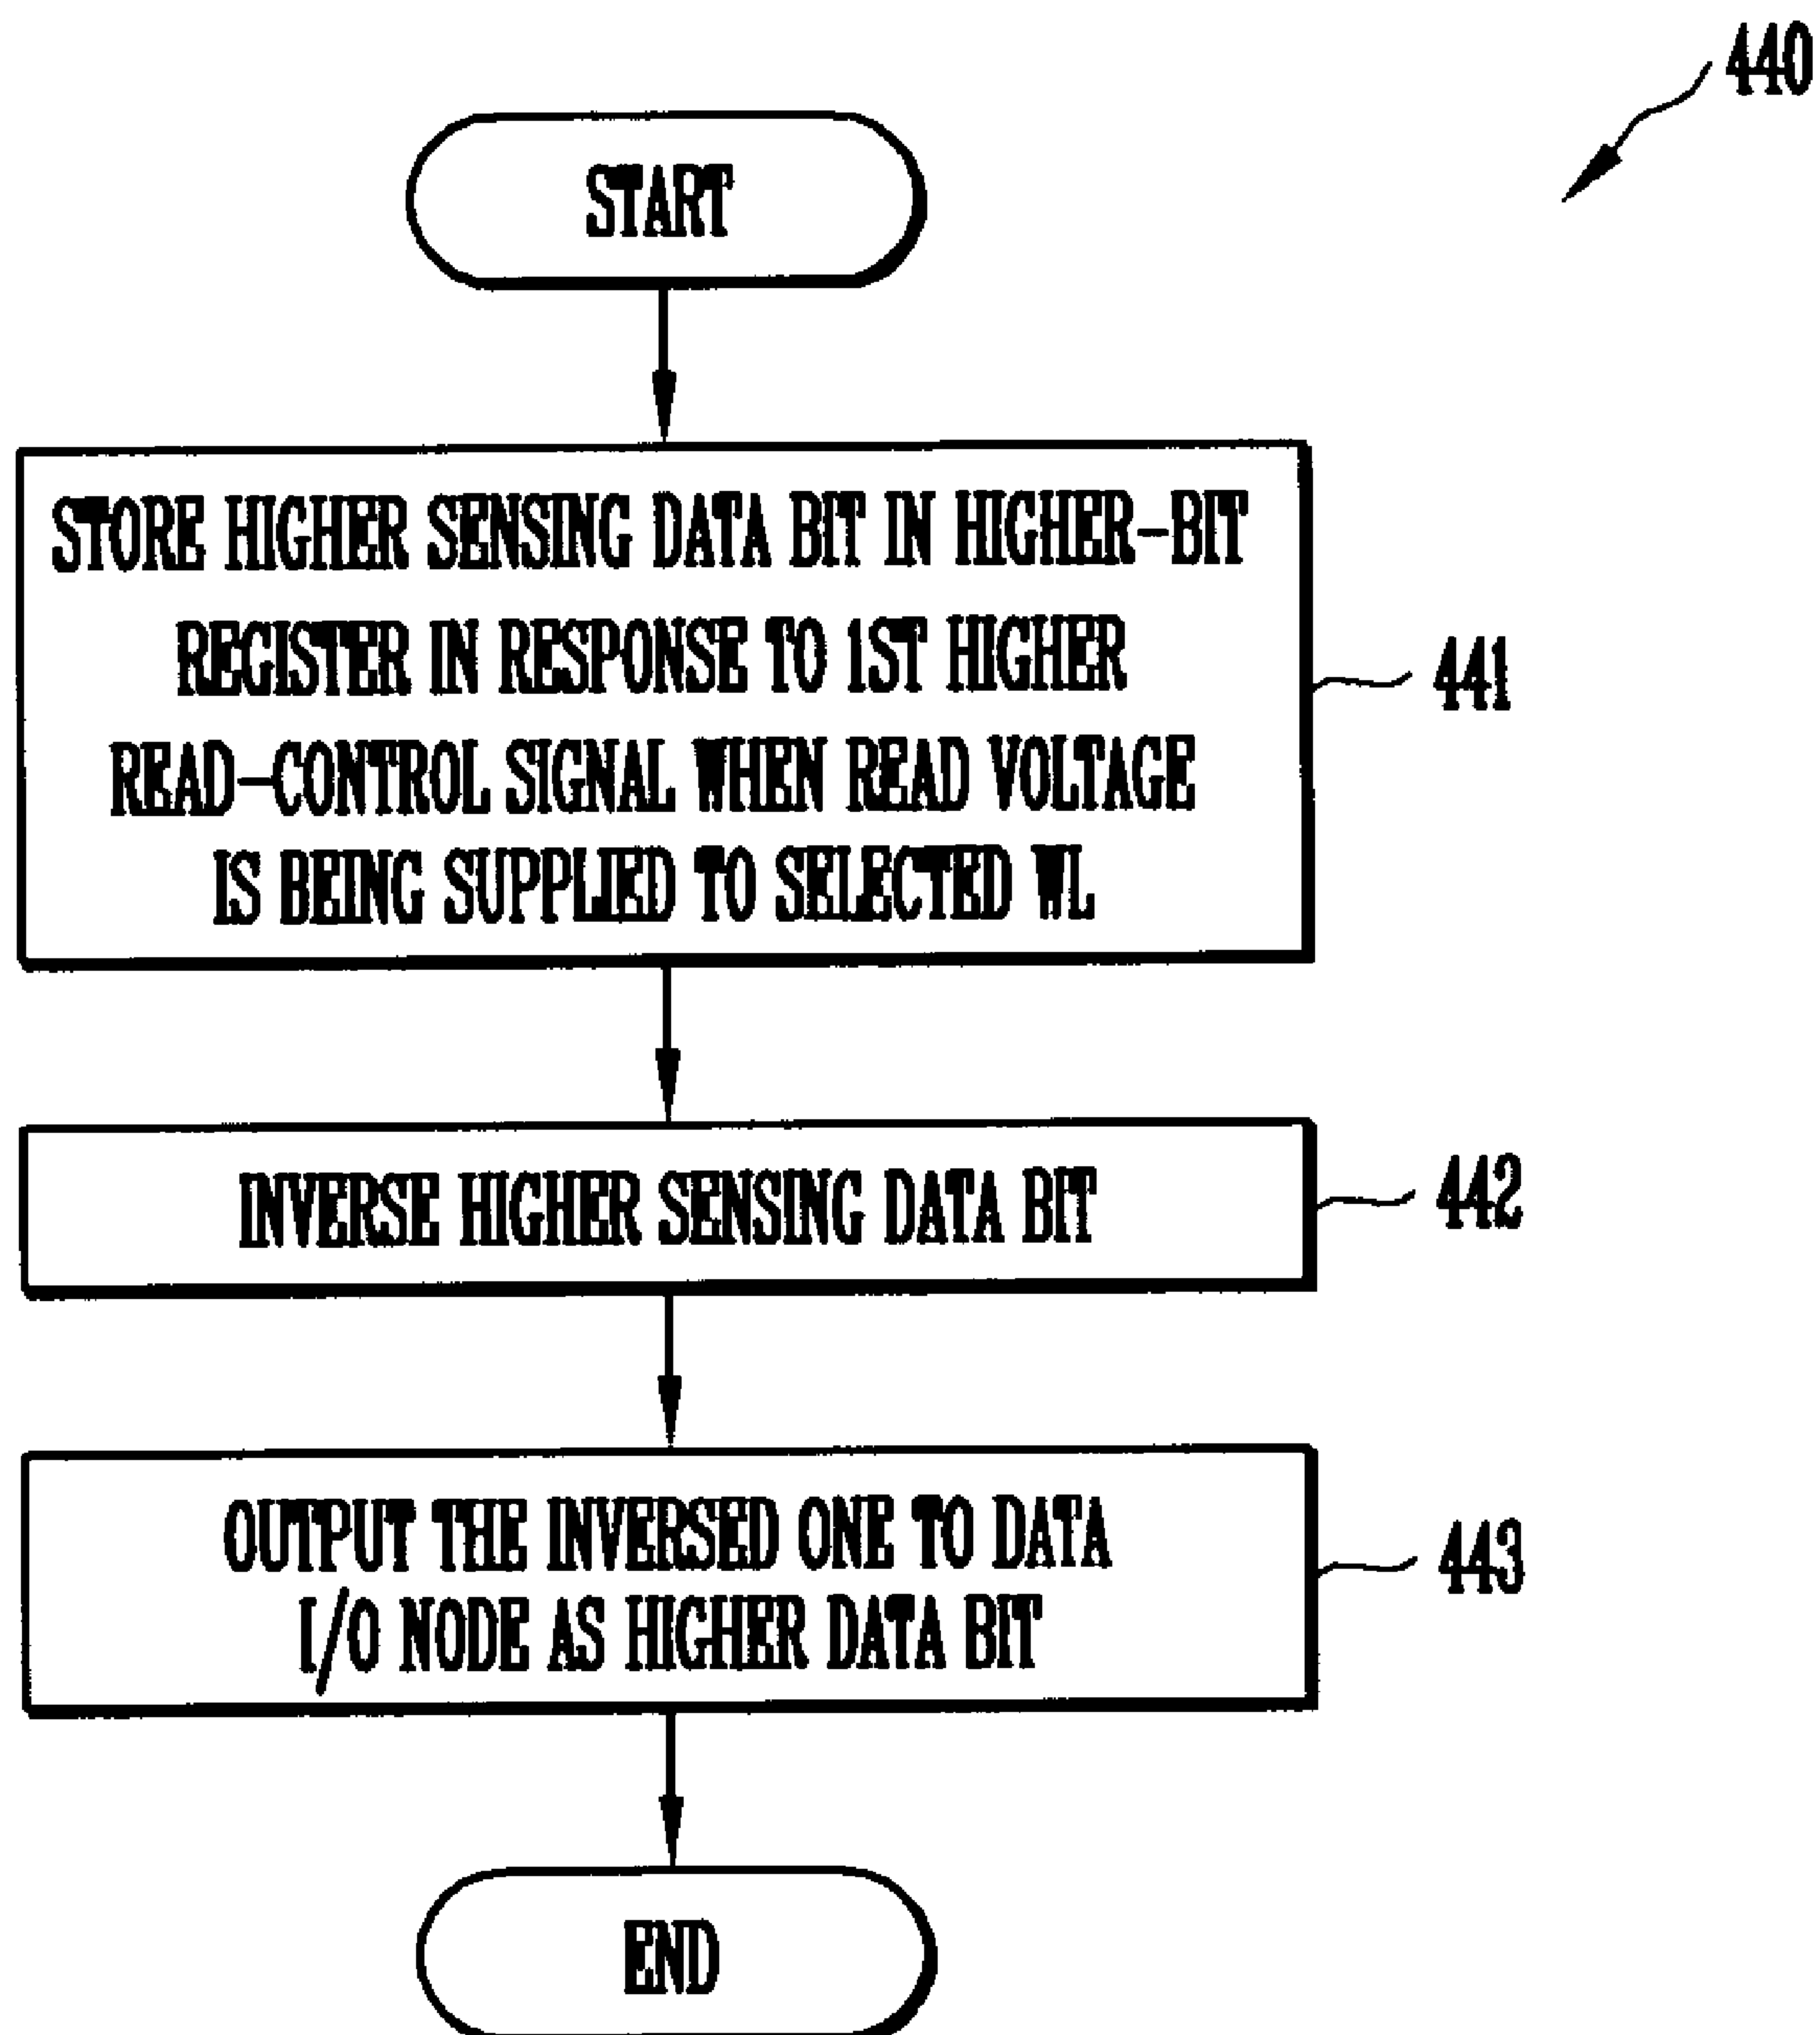 440
START
STORE HIGHER SENSING DATA BIT IN HIGHER-BIT
REGISTER IN RESPONSE TO 1ST HIGHER
READ-CONTROL SIGNAL WHEN READ VOLTAGE
IS BEING SUPPLIED TO SELECTED WL
441
INVERSE HIGHER SENSING DATA BIT
442
OUTPUT THE INVERSED ONE TO DATA
I/O NODE AS HIGHER DATA BIT
443
END